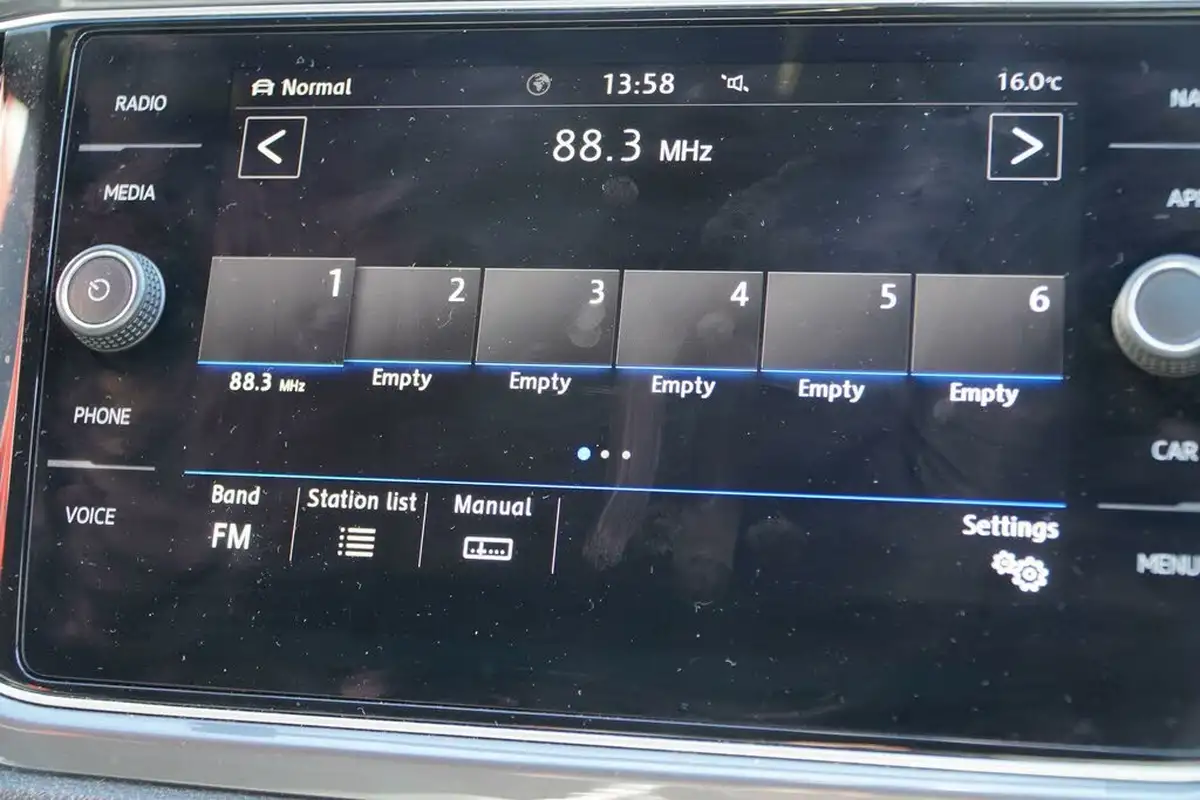 RADIO
Normal 13:58 16.0°C
88.3 MHz
MEDIA
1 2 3 4 5 6
88.3 MHz Empty Empty Empty Empty Empty
PHONE
CAR
Band Station list Manual Settings
FM
VOICE
MENU